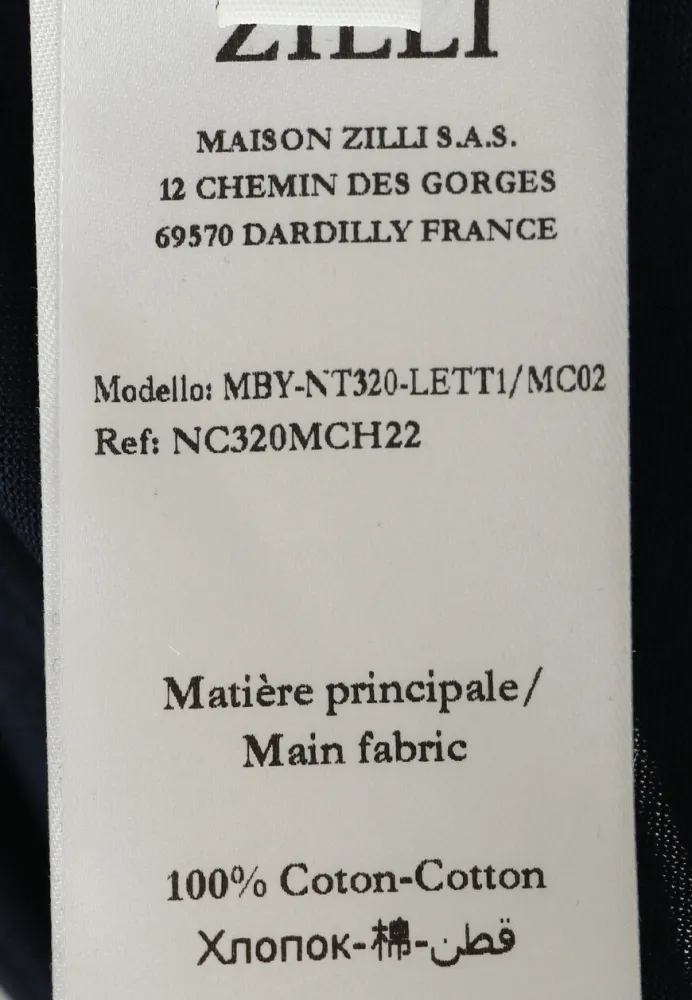 ZILLI
MAISON ZILLI S.A.S.
12 CHEMIN DES GORGES
69570 DARDILLY FRANCE
Modello: MBY-NT320-LETT1/MC02
Ref: NC320MCH22
Matière principale/
Main fabric
100% Coton-Cotton
Хлопок-棉-قطن